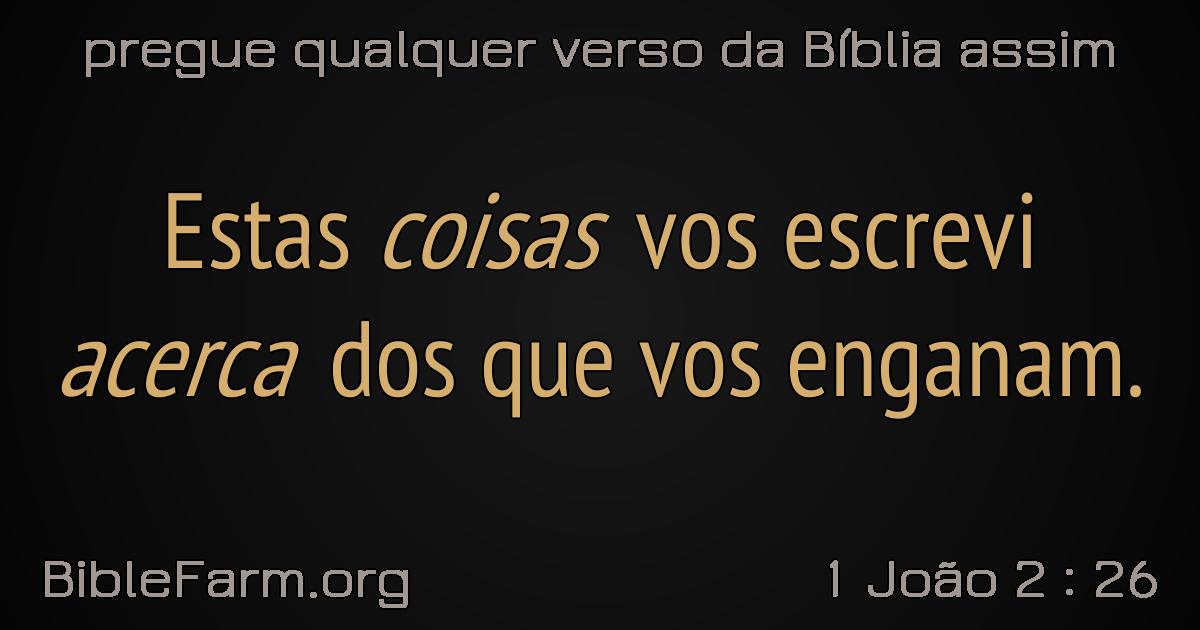 pregue qualquer verso da Bíblia assim
Estas coisas vos escrevi
acerca dos que vos enganam.
BibleFarm.org
1 João 2 : 26